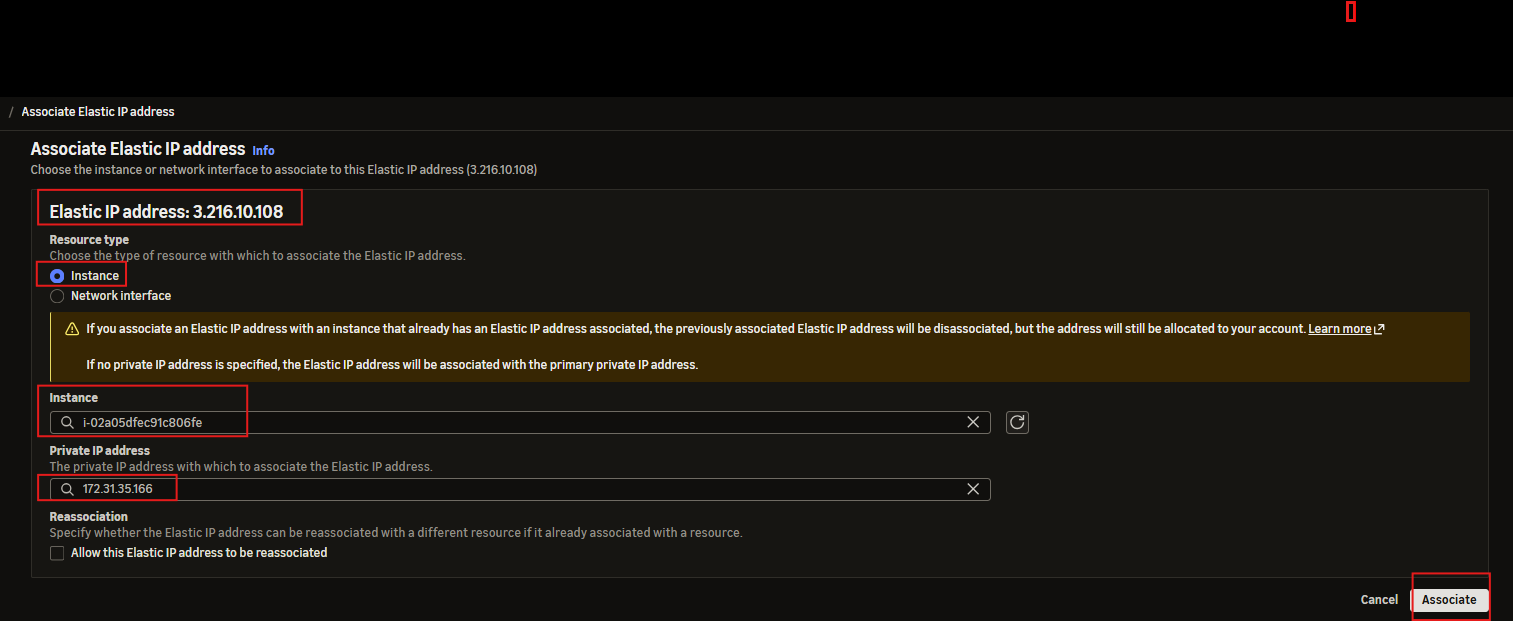 / Associate Elastic IP address
Associate Elastic IP address Info
Choose the instance or network interface to associate to this Elastic IP address (3.216.10.108)
Elastic IP address: 3.216.10.108
Resource type
Choose the type of resource with which to associate the Elastic IP address.
Instance
Network interface
If you associate an Elastic IP address with an instance that already has an Elastic IP address associated, the previously associated Elastic IP address will be disassociated, but the address will still be allocated to your account. Learn more
If no private IP address is specified, the Elastic IP address will be associated with the primary private IP address.
Instance
i-02a05dfec91c806fe
Private IP address
The private IP address with which to associate the Elastic IP address.
172.31.35.166
Reassociation
Specify whether the Elastic IP address can be reassociated with a different resource if it already associated with a resource.
Allow this Elastic IP address to be reassociated
Cancel Associate